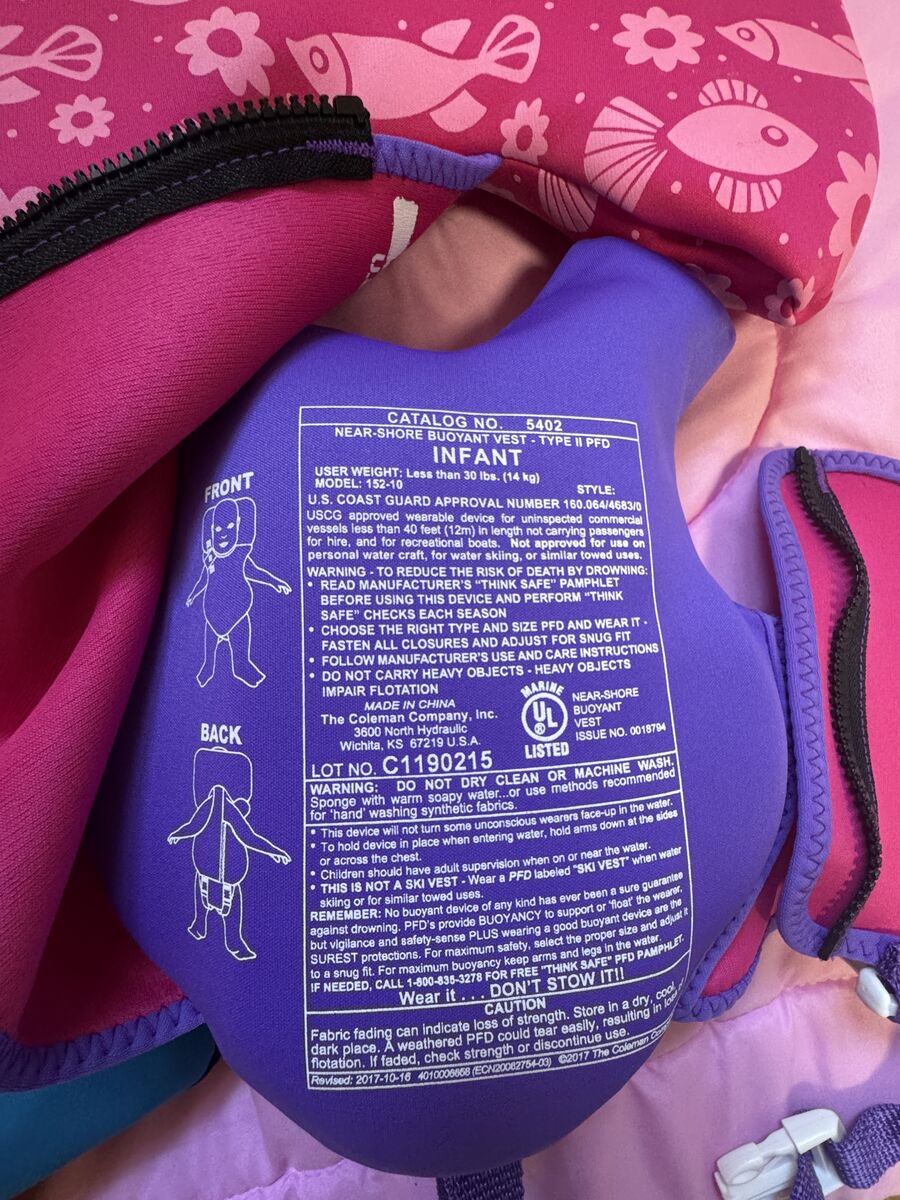 CATALOG NO. 5402
NEAR-SHORE BUOYANT VEST - TYPE II PFD
INFANT
USER WEIGHT: Less than 30 lbs. (14 kg)
MODEL: 152-10 STYLE:
U.S. COAST GUARD APPROVAL NUMBER 160.064/4683/0
USCG approved wearable device for uninspected commercial
vessels less than 40 feet (12m) in length not carrying passengers
for hire, and for recreational boats. Not approved for use on
personal water craft, for water skiing, or similar towed uses.
WARNING - TO REDUCE THE RISK OF DEATH BY DROWNING:
• READ MANUFACTURER'S "THINK SAFE" PAMPHLET
BEFORE USING THIS DEVICE AND PERFORM "THINK
SAFE" CHECKS EACH SEASON
• CHOOSE THE RIGHT TYPE AND SIZE PFD AND WEAR IT -
FASTEN ALL CLOSURES AND ADJUST FOR SNUG FIT
• FOLLOW MANUFACTURER'S USE AND CARE INSTRUCTIONS
• DO NOT CARRY HEAVY OBJECTS - HEAVY OBJECTS
IMPAIR FLOTATION
MADE IN CHINA
The Coleman Company, Inc.
3600 North Hydraulic
Wichita, KS 67219 U.S.A.
MARINE
UL
®
LISTED
NEAR-SHORE
BUOYANT
VEST
ISSUE NO. 0018794
LOT NO. C1190215
WARNING: DO NOT DRY CLEAN OR MACHINE WASH.
Sponge with warm soapy water...or use methods recommended
for 'hand' washing synthetic fabrics.
• This device will not turn some unconscious wearers face-up in the water.
• To hold device in place when entering water, hold arms down at the sides
or across the chest.
• Children should have adult supervision when on or near the water.
• THIS IS NOT A SKI VEST - Wear a PFD labeled "SKI VEST" when water
skiing or for similar towed uses.
REMEMBER: No buoyant device of any kind has ever been a sure guarantee
against drowning. PFD's provide BUOYANCY to support or 'float' the wearer,
but vigilance and safety-sense PLUS wearing a good buoyant device are the
SUREST protections. For maximum safety, select the proper size and adjust it
to a snug fit. For maximum buoyancy keep arms and legs in the water.
IF NEEDED, CALL 1-800-835-3278 FOR FREE "THINK SAFE" PFD PAMPHLET.
Wear it . . . DON'T STOW IT!!
CAUTION
Fabric fading can indicate loss of strength. Store in a dry, cool,
dark place. A weathered PFD could tear easily, resulting in loss of
flotation. If faded, check strength or discontinue use.
Revised: 2017-10-16 (ECN20062754-03) ©2017 The Coleman
FRONT
BACK